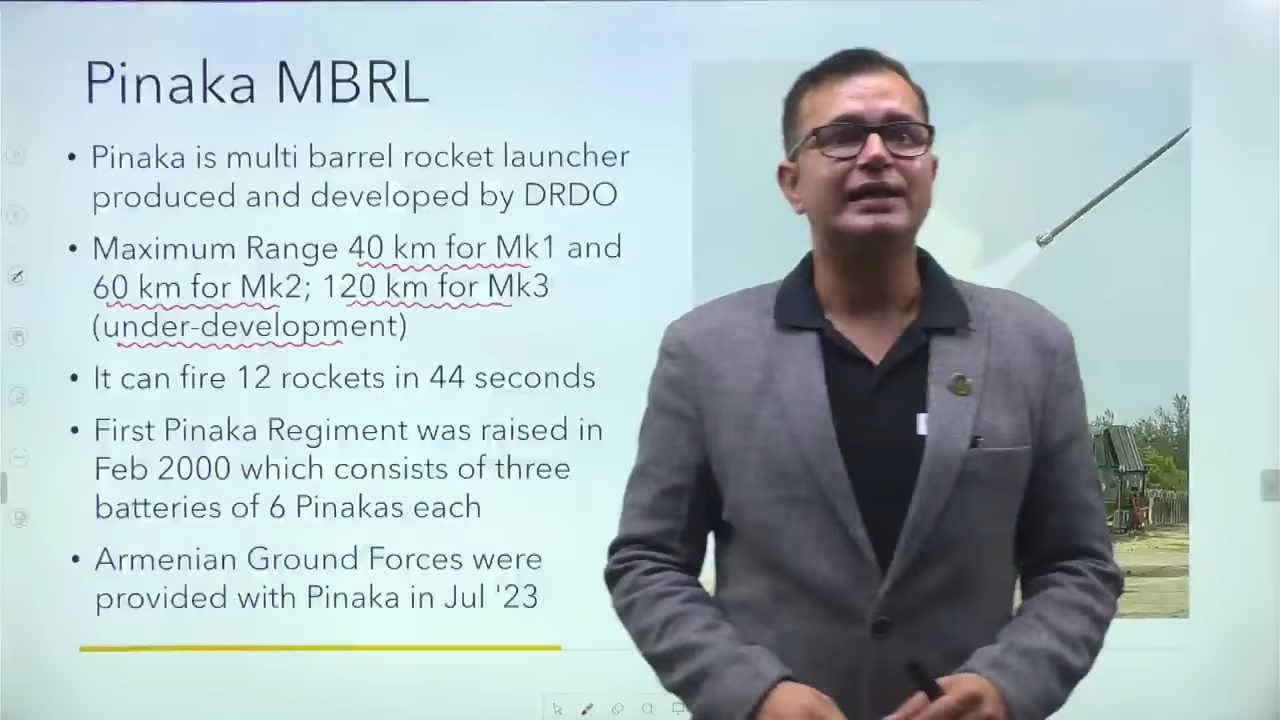 Pinaka MBRL
• Pinaka is multi barrel rocket launcher
produced and developed by DRDO
• Maximum Range 40 km for Mk1 and
60 km for Mk2; 120 km for Mk3
(under-development)
• It can fire 12 rockets in 44 seconds
• First Pinaka Regiment was raised in
Feb 2000 which consists of three
batteries of 6 Pinakas each
• Armenian Ground Forces were
provided with Pinaka in Jul '23